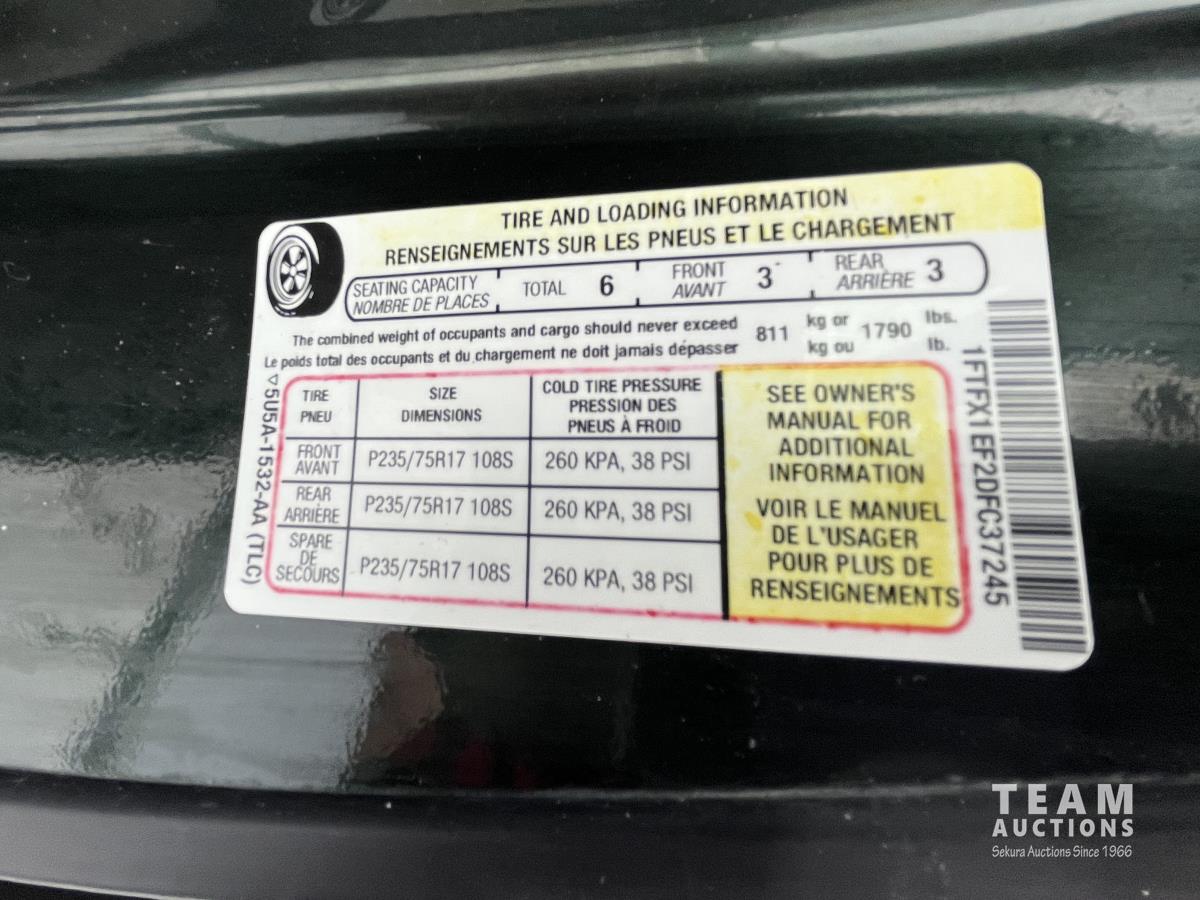 TIRE AND LOADING INFORMATION
RENSEIGNEMENTS SUR LES PNEUS ET LE CHARGEMENT
SEATING CAPACITY TOTAL 6 FRONT 3 REAR 3
NOMBRE DE PLACES AVANT ARRIÈRE
The combined weight of occupants and cargo should never exceed 811 kg or 1790 lbs.
Le poids total des occupants et du chargement ne doit jamais dépasser kg ou lb.
TIRE SIZE COLD TIRE PRESSURE
PNEU DIMENSIONS PRESSION DES
PNEUS À FROID
FRONT
AVANT P235/75R17 108S 260 KPA, 38 PSI
REAR
ARRIÈRE P235/75R17 108S 260 KPA, 38 PSI
SPARE
DE
SECOURS P235/75R17 108S 260 KPA, 38 PSI
SEE OWNER'S
MANUAL FOR
ADDITIONAL
INFORMATION
VOIR LE MANUEL
DE L'USAGER
POUR PLUS DE
RENSEIGNEMENTS
5U5A-1532-AA (TLC)
1FTFX1EF2DFC37245
TEAM
AUCTIONS
Sekura Auctions Since 1966